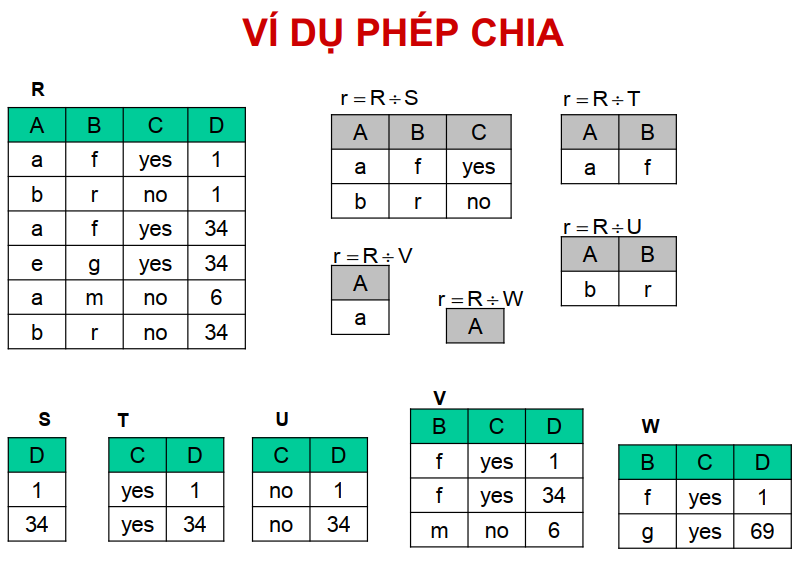 VÍ DỤ PHÉP CHIA
R
A B C D
a f yes 1
b r no 1
a f yes 34
e g yes 34
a m no 6
b r no 34
r = R ÷ S
A B C
a f yes
b r no
r = R ÷ T
A B
a f
r = R ÷ V
A
a
r = R ÷ W
A
r = R ÷ U
A B
b r
S
D
1
34
T
C D
yes 1
yes 34
U
C D
no 1
no 34
V
B C D
f yes 1
f yes 34
m no 6
W
B C D
f yes 1
g yes 69